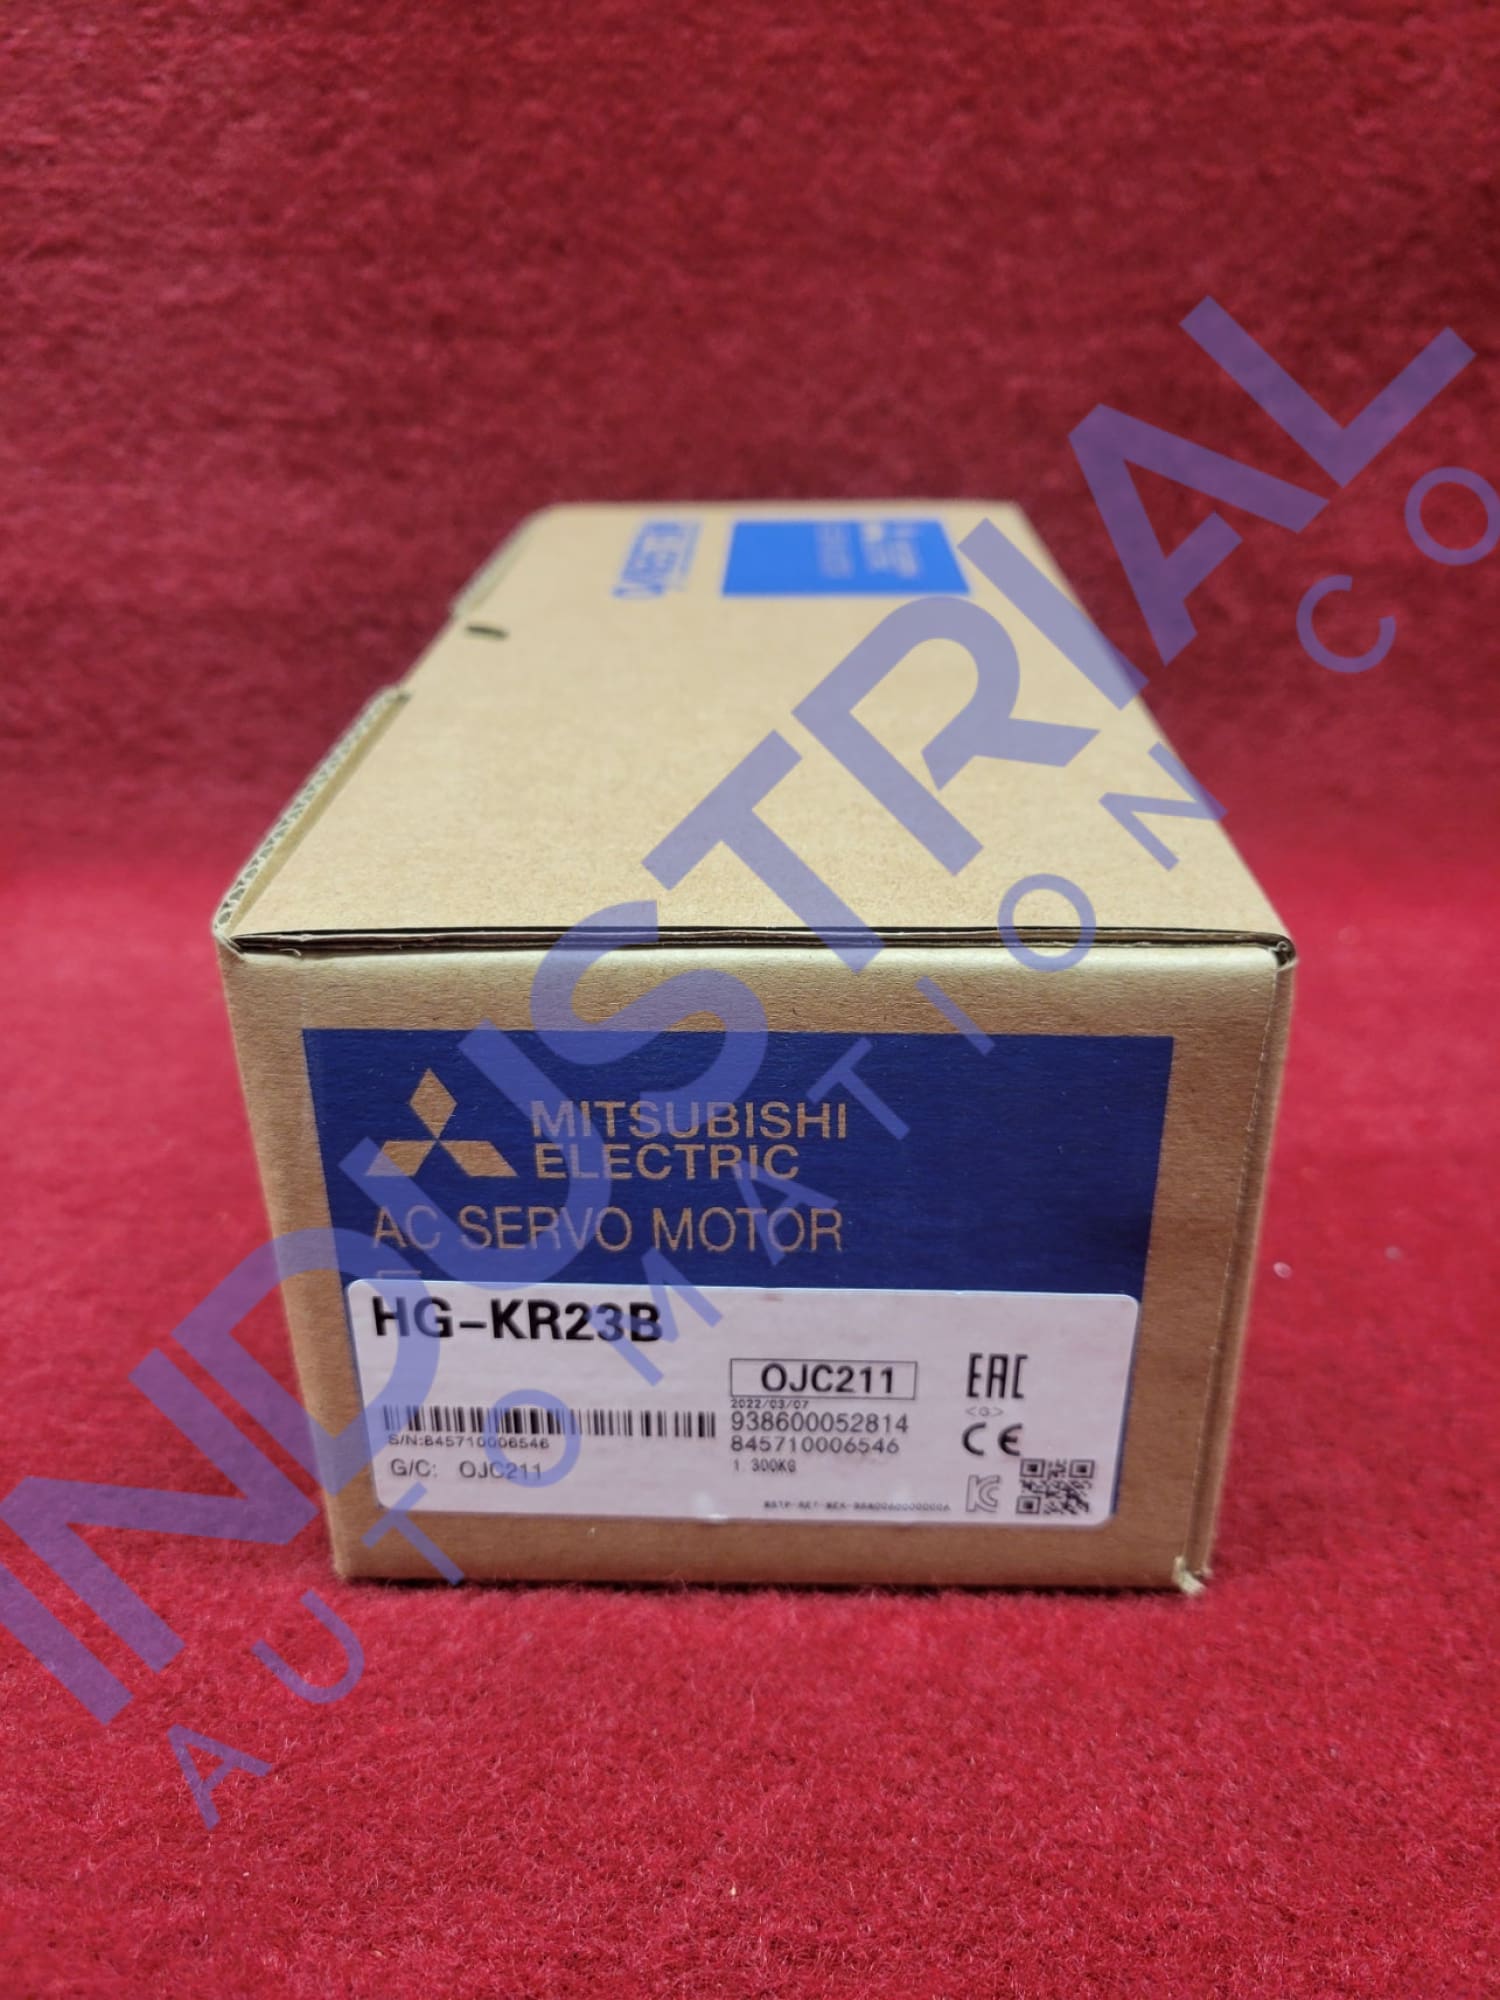 MITSUBISHI
ELECTRIC
AC SERVO MOTOR
HG-KR23B
OJC211
2022/03/07
938600052814
845710006546
1.300KG
S/N:845710006546
G/C: OJC211
EAC
<G>
CE
INDUSTRIAL
AUTOMATION CO